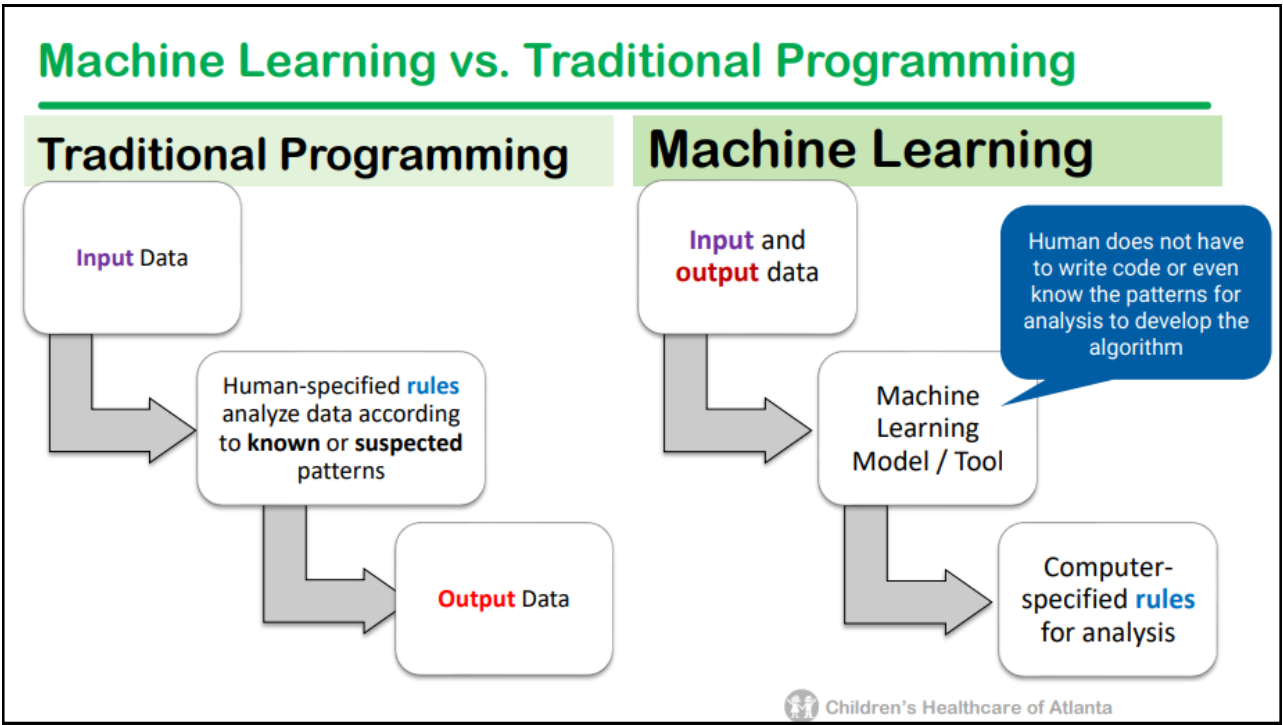 Machine Learning vs. Traditional Programming
Traditional Programming
Input Data
Human-specified rules
analyze data according
to known or suspected
patterns
Output Data
Machine Learning
Input and
output data
Human does not have
to write code or even
know the patterns for
analysis to develop the
algorithm
Machine
Learning
Model / Tool
Computer-
specified rules
for analysis
Children's Healthcare of Atlanta